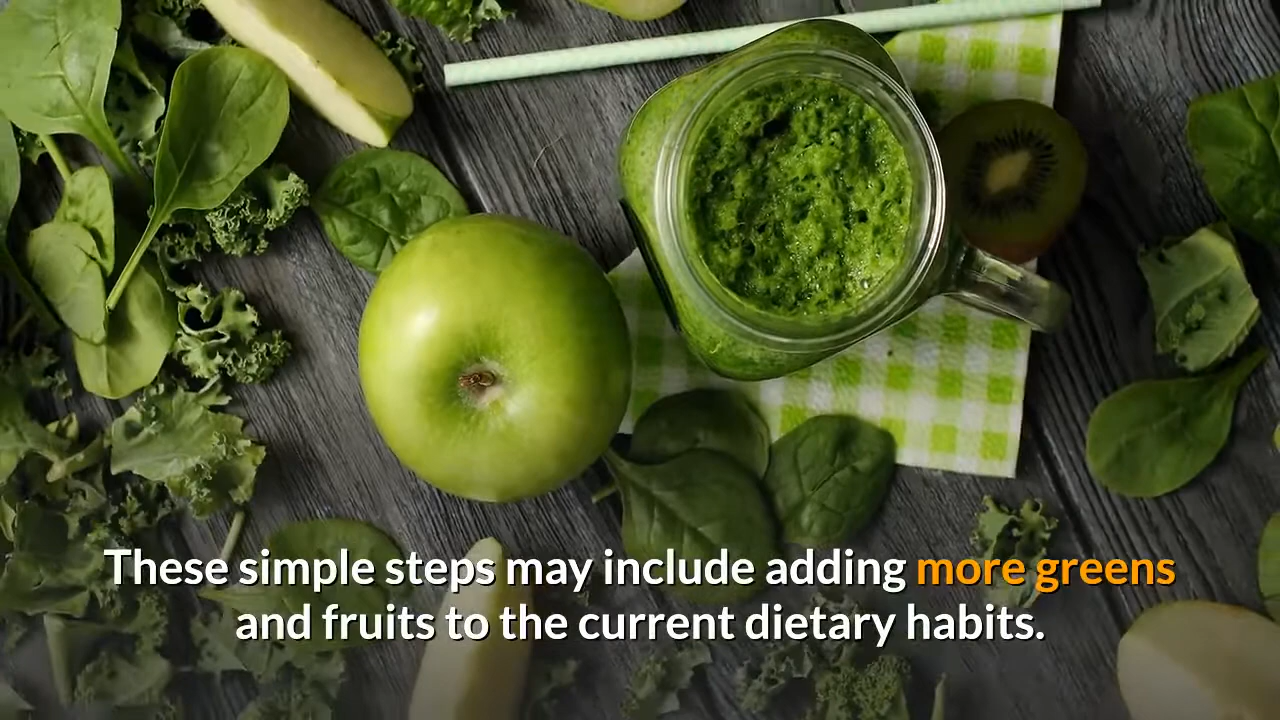 These simple steps may include adding more greens
and fruits to the current dietary habits.